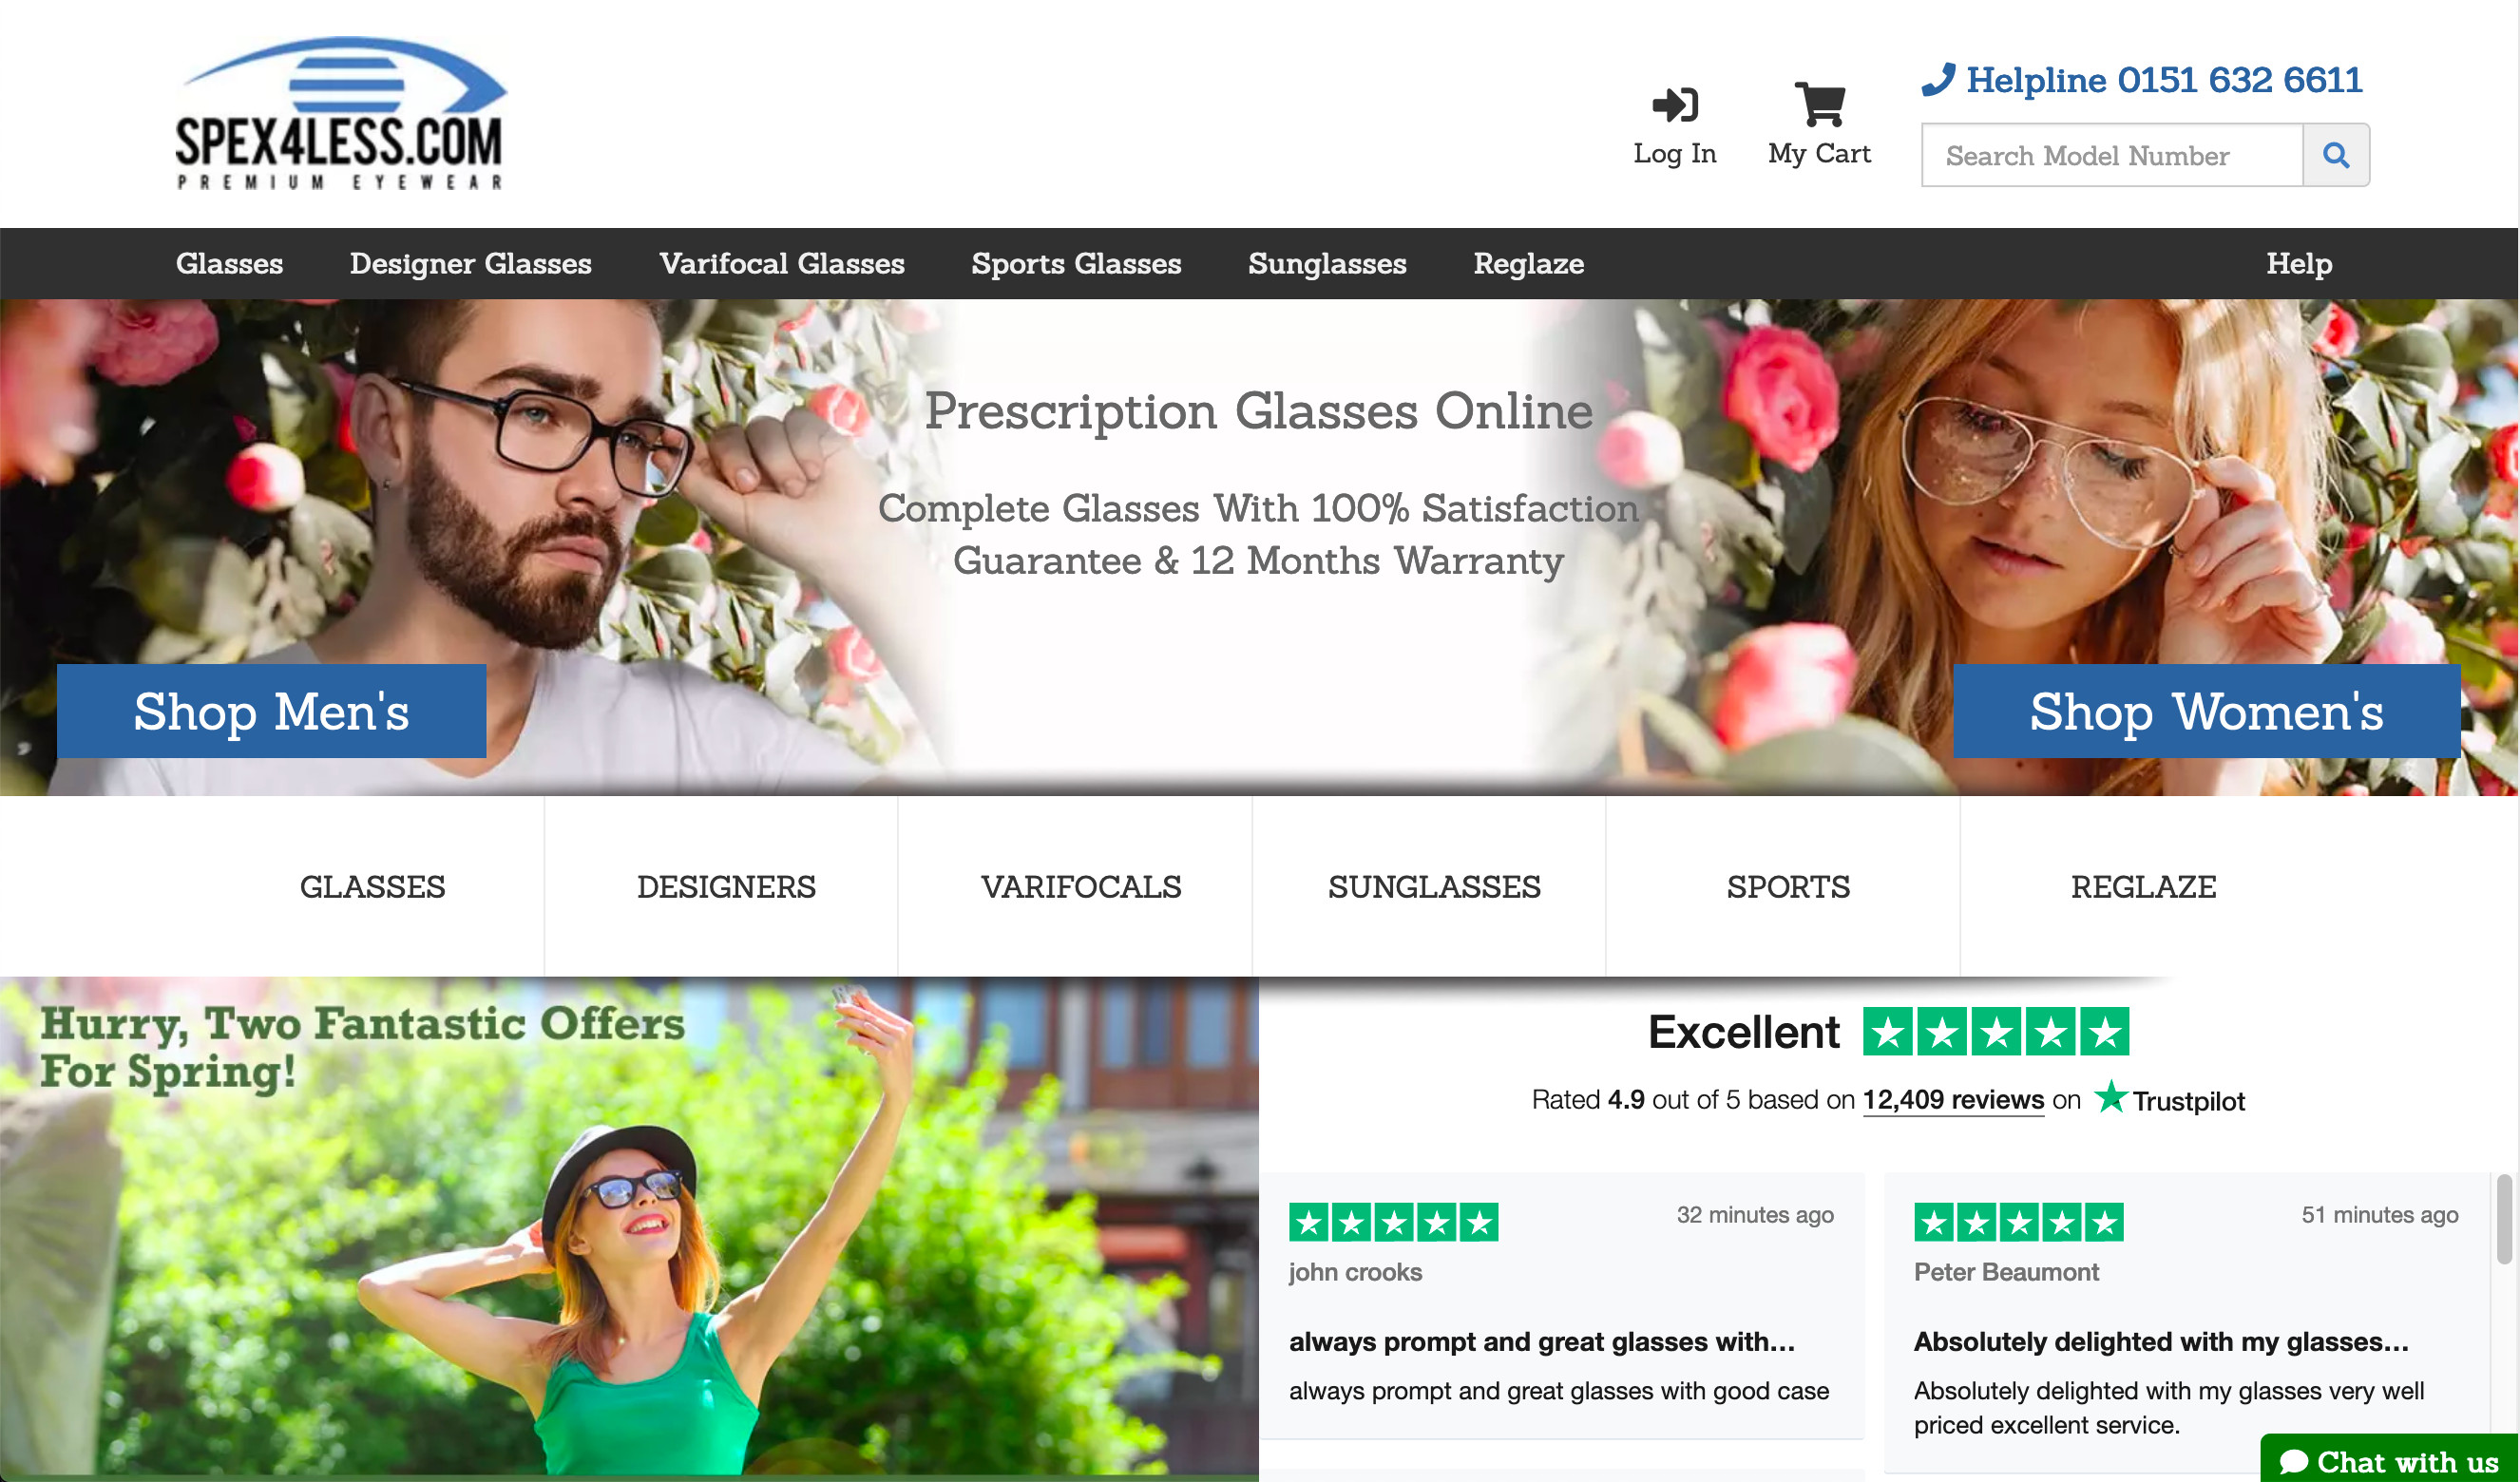 SPEX4LESS.COM
PREMIUM EYEWEAR
Log In
My Cart
Helpline 0151 632 6611
Search Model Number
Glasses
Designer Glasses
Varifocal Glasses
Sports Glasses
Sunglasses
Reglaze
Help
Prescription Glasses Online
Complete Glasses With 100% Satisfaction
Guarantee & 12 Months Warranty
Shop Men's
Shop Women's
GLASSES
DESIGNERS
VARIFOCALS
SUNGLASSES
SPORTS
REGLAZE
Hurry, Two Fantastic Offers
For Spring!
Excellent
Rated 4.9 out of 5 based on 12,409 reviews on Trustpilot
32 minutes ago
john crooks
always prompt and great glasses with...
always prompt and great glasses with good case
51 minutes ago
Peter Beaumont
Absolutely delighted with my glasses...
Absolutely delighted with my glasses very well
priced excellent service.
Chat with us